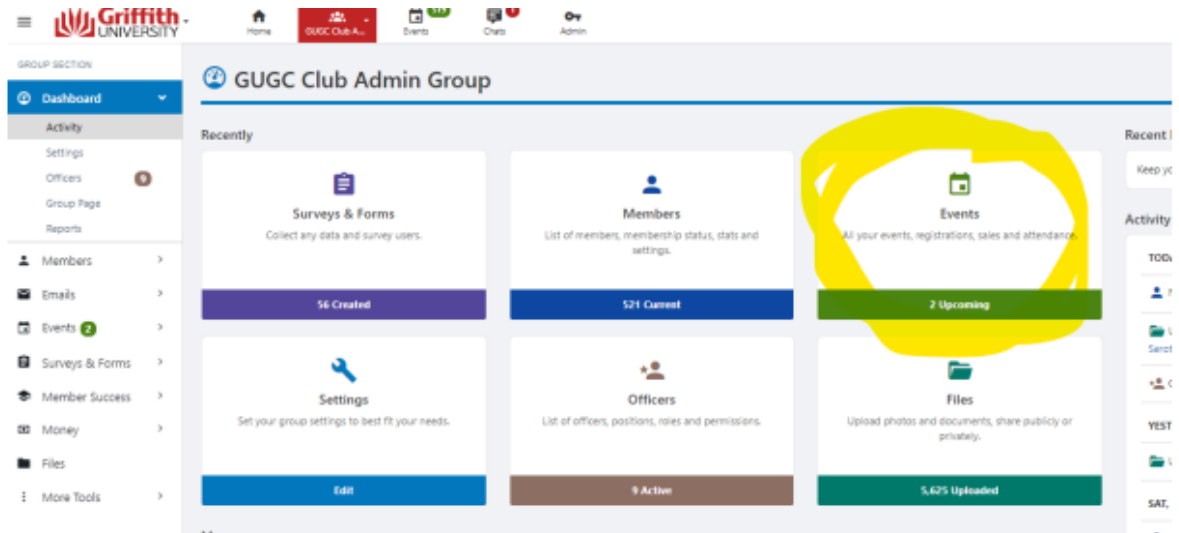 Griffith
UNIVERSITY
Home
GUGC Club A...
Events
Chats
Admin
GROUP SECTION
Dashboard
Activity
Settings
Officers 9
Group Page
Reports
Members
Emails
Events 2
Surveys & Forms
Member Success
Money
Files
More Tools
GUGC Club Admin Group
Recently
Surveys & Forms
Collect any data and survey users.
56 Created
Members
List of members, membership status, stats and
settings.
521 Current
Events
All your events, registrations, sales and attendance.
2 Upcoming
Settings
Set your group settings to best fit your needs.
Edit
Officers
List of officers, positions, roles and permissions.
9 Active
Files
Upload photos and documents, share publicly or
privately.
5,625 Uploaded
Recent
Keep yo
Activity
TODA
YEST
SAT,